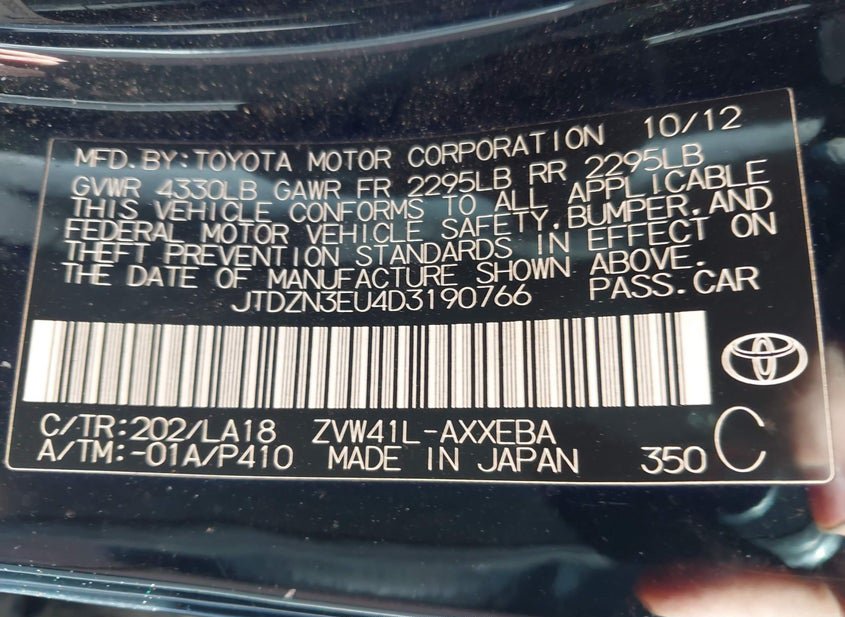 MFD.BY:TOYOTA MOTOR CORPORATION 10/12
GVWR 4330LB GAWR FR 2295LB RR 2295LB
THIS VEHICLE CONFORMS TO ALL APPLICABLE
FEDERAL MOTOR VEHICLE SAFETY,BUMPER,AND
THEFT PREVENTION STANDARDS IN EFFECT ON
THE DATE OF MANUFACTURE SHOWN ABOVE.
JTDZN3EU4D3190766 PASS.CAR
C/TR:202/LA18 ZVW41L-AXXEBA
A/TM:-01A/P410 MADE IN JAPAN 350 C